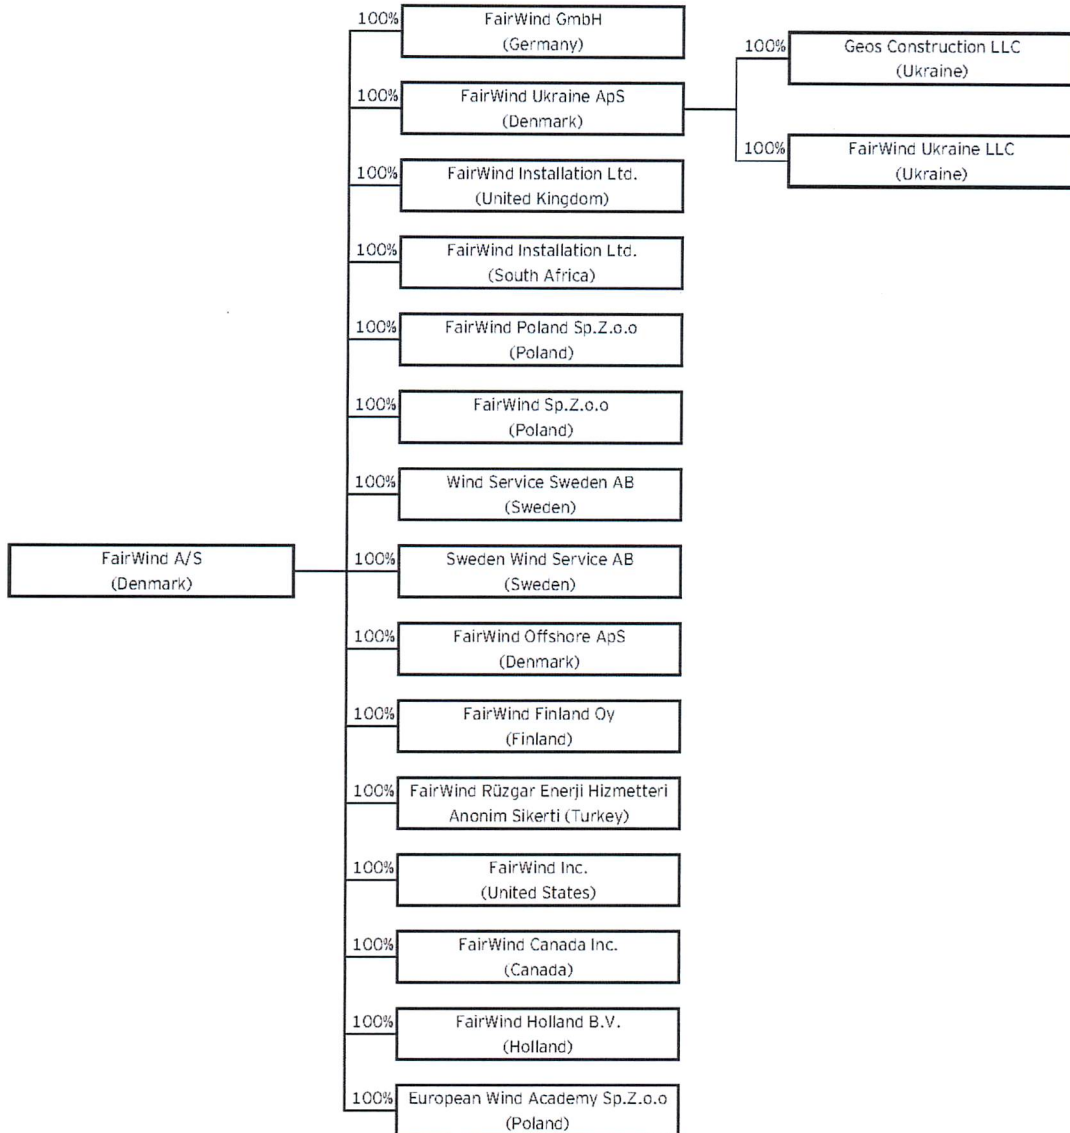 100%
FairWind GmbH
(Germany)
100%
Geos Construction LLC
(Ukraine)
100%
FairWind Ukraine ApS
(Denmark)
100%
FairWind Ukraine LLC
(Ukraine)
100%
FairWind Installation Ltd.
(United Kingdom)
100%
FairWind Installation Ltd.
(South Africa)
100%
FairWind Poland Sp.Z.o.o
(Poland)
100%
FairWind Sp.Z.o.o
(Poland)
100%
Wind Service Sweden AB
(Sweden)
FairWind A/S
(Denmark)
100%
Sweden Wind Service AB
(Sweden)
100%
FairWind Offshore ApS
(Denmark)
100%
FairWind Finland Oy
(Finland)
100%
FairWind Rüzgar Enerji Hizmetteri
Anonim Sikerti (Turkey)
100%
FairWind Inc.
(United States)
100%
FairWind Canada Inc.
(Canada)
100%
FairWind Holland B.V.
(Holland)
100%
European Wind Academy Sp.Z.o.o
(Poland)